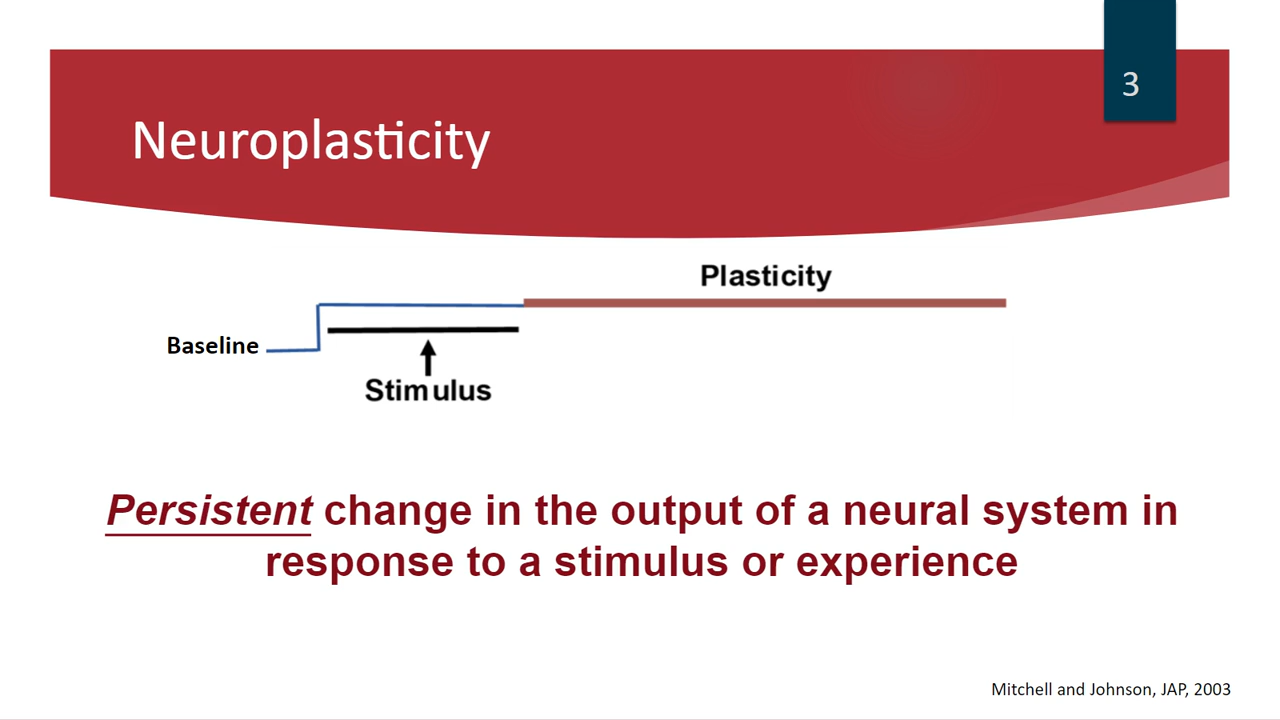 3
Neuroplasticity
Plasticity
Baseline
Stimulus
Persistent change in the output of a neural system in
response to a stimulus or experience
Mitchell and Johnson, JAP, 2003